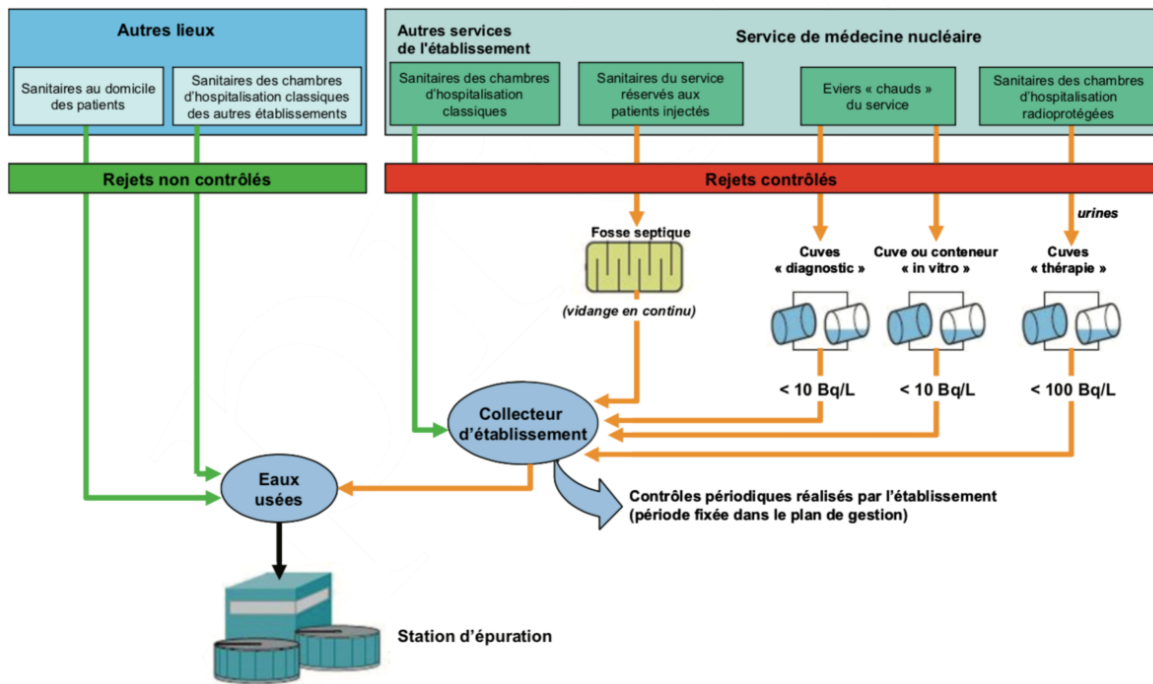 Autres lieux
Sanitaires au domicile
des patients
Sanitaires des chambres
d'hospitalisation classiques
des autres établissements
Autres services
de l'établissement
Service de médecine nucléaire
Sanitaires des chambres
d'hospitalisation
classiques
Sanitaires du service
réservés aux
patients injectés
Eviers « chauds »
du service
Sanitaires des chambres
d'hospitalisation
radioprotégées
Rejets non contrôlés
Rejets contrôlés
urines
Fosse septique
(vidange en continu)
Cuves
« diagnostic »
Cuve ou conteneur
« in vitro »
Cuves
« thérapie »
< 10 Bq/L
< 10 Bq/L
< 100 Bq/L
Collecteur
d'établissement
Eaux
usées
Contrôles périodiques réalisés par l'établissement
(période fixée dans le plan de gestion)
Station d'épuration